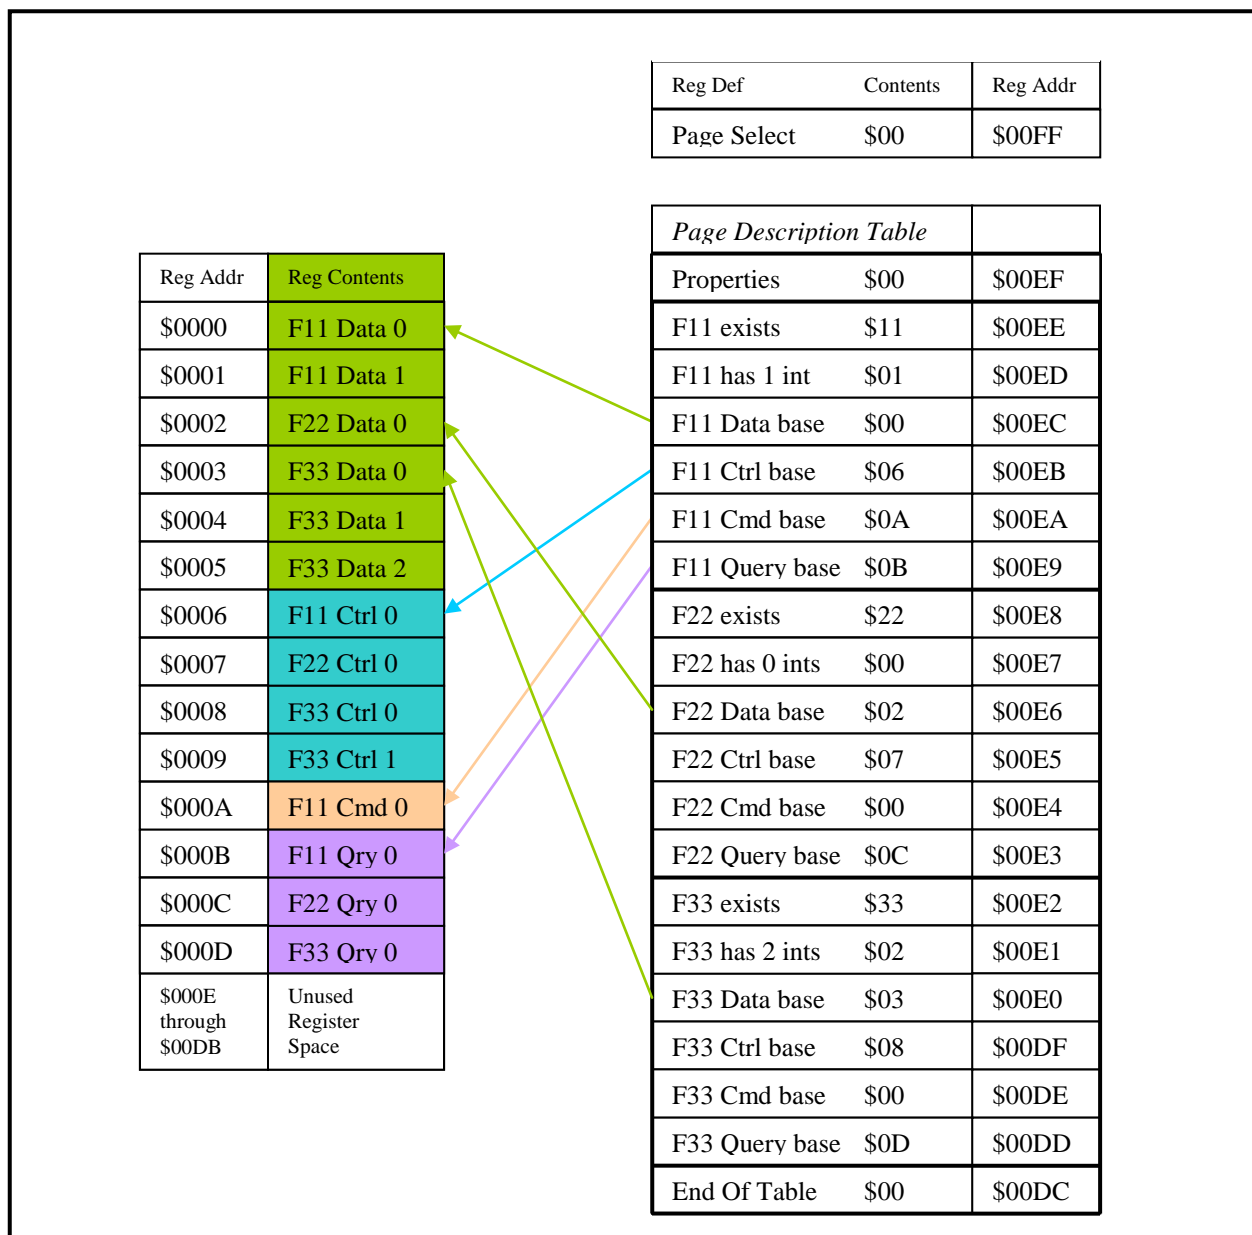 Reg Def Contents Reg Addr
Page Select $00 $00FF
Page Description Table
Properties $00 $00EF
F11 exists $11 $00EE
F11 has 1 int $01 $00ED
F11 Data base $00 $00EC
F11 Ctrl base $06 $00EB
F11 Cmd base $0A $00EA
F11 Query base $0B $00E9
F22 exists $22 $00E8
F22 has 0 ints $00 $00E7
F22 Data base $02 $00E6
F22 Ctrl base $07 $00E5
F22 Cmd base $00 $00E4
F22 Query base $0C $00E3
F33 exists $33 $00E2
F33 has 2 ints $02 $00E1
F33 Data base $03 $00E0
F33 Ctrl base $08 $00DF
F33 Cmd base $00 $00DE
F33 Query base $0D $00DD
End Of Table $00 $00DC
Reg Addr Reg Contents
$0000 F11 Data 0
$0001 F11 Data 1
$0002 F22 Data 0
$0003 F33 Data 0
$0004 F33 Data 1
$0005 F33 Data 2
$0006 F11 Ctrl 0
$0007 F22 Ctrl 0
$0008 F33 Ctrl 0
$0009 F33 Ctrl 1
$000A F11 Cmd 0
$000B F11 Qry 0
$000C F22 Qry 0
$000D F33 Qry 0
$000E Unused
through Register
$00DB Space